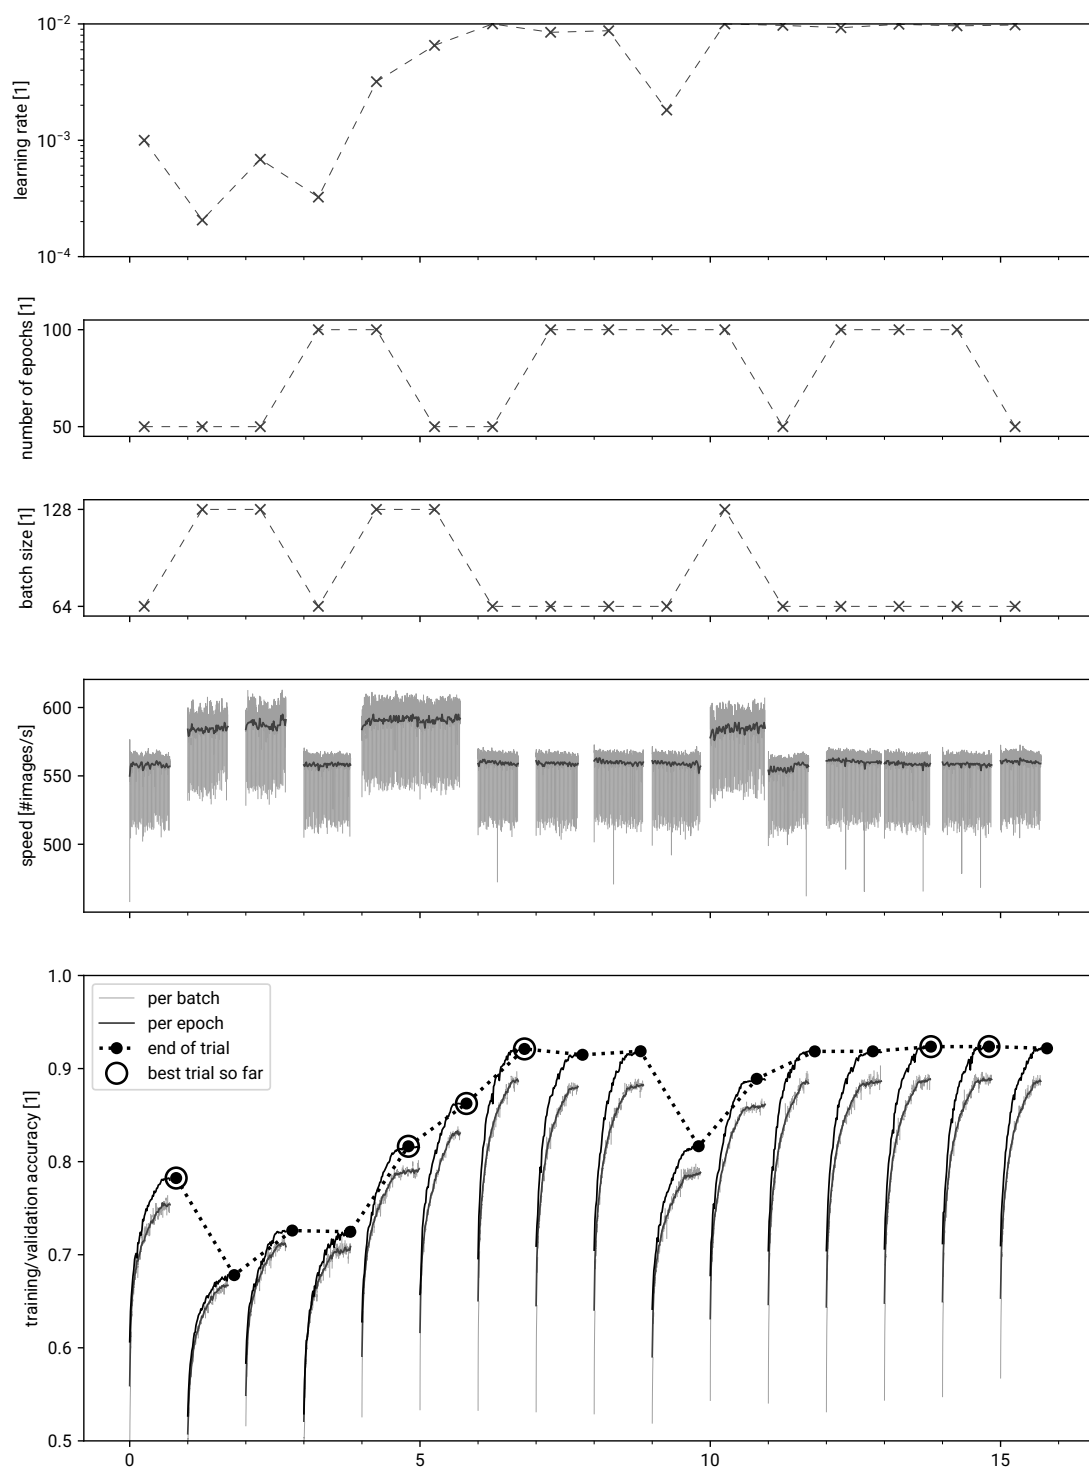 10⁻²
10⁻³
10⁻⁴
learning rate [1]
100
50
number of epochs [1]
128
64
batch size [1]
600
550
500
speed [#images/s]
1.0
0.9
0.8
0.7
0.6
0.5
training/validation accuracy [1]
per batch
per epoch
end of trial
best trial so far
0 5 10 15